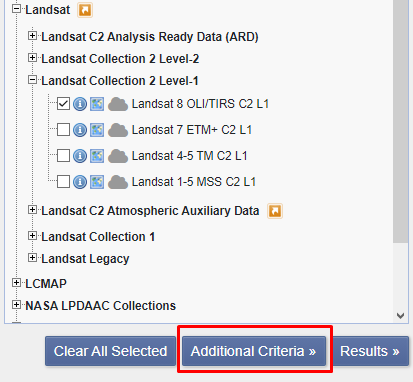 Landsat
Landsat C2 Analysis Ready Data (ARD)
Landsat Collection 2 Level-2
Landsat Collection 2 Level-1
Landsat 8 OLI/TIRS C2 L1
Landsat 7 ETM+ C2 L1
Landsat 4-5 TM C2 L1
Landsat 1-5 MSS C2 L1
Landsat C2 Atmospheric Auxiliary Data
Landsat Collection 1
Landsat Legacy
LCMAP
NASA LPDAAC Collections
Clear All Selected
Additional Criteria »
Results »